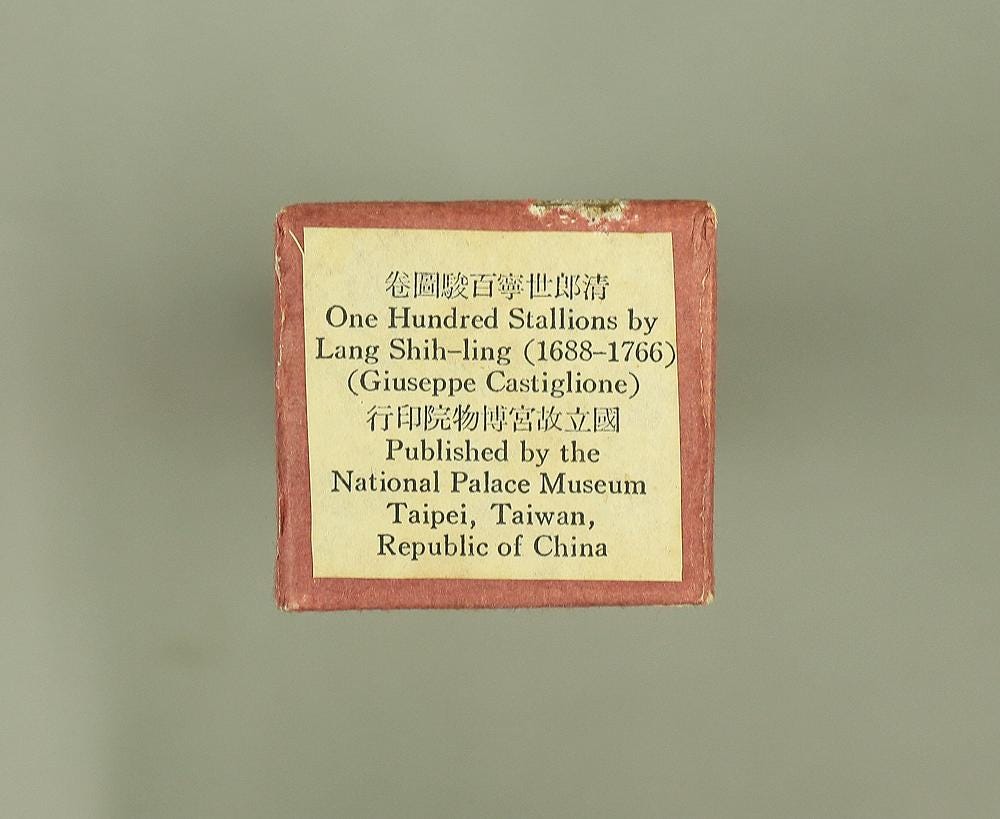 清郎世寧百駿圖卷
One Hundred Stallions by
Lang Shih-ling (1688-1766)
(Giuseppe Castiglione)
國立故宮博物院印行
Published by the
National Palace Museum
Taipei, Taiwan,
Republic of China